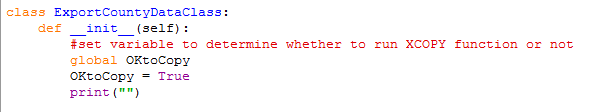 class ExportCountyDataClass:
    def __init__(self):
        #set variable to determine whether to run XCOPY function or not
        global OKtoCopy
        OKtoCopy = True
        print("")